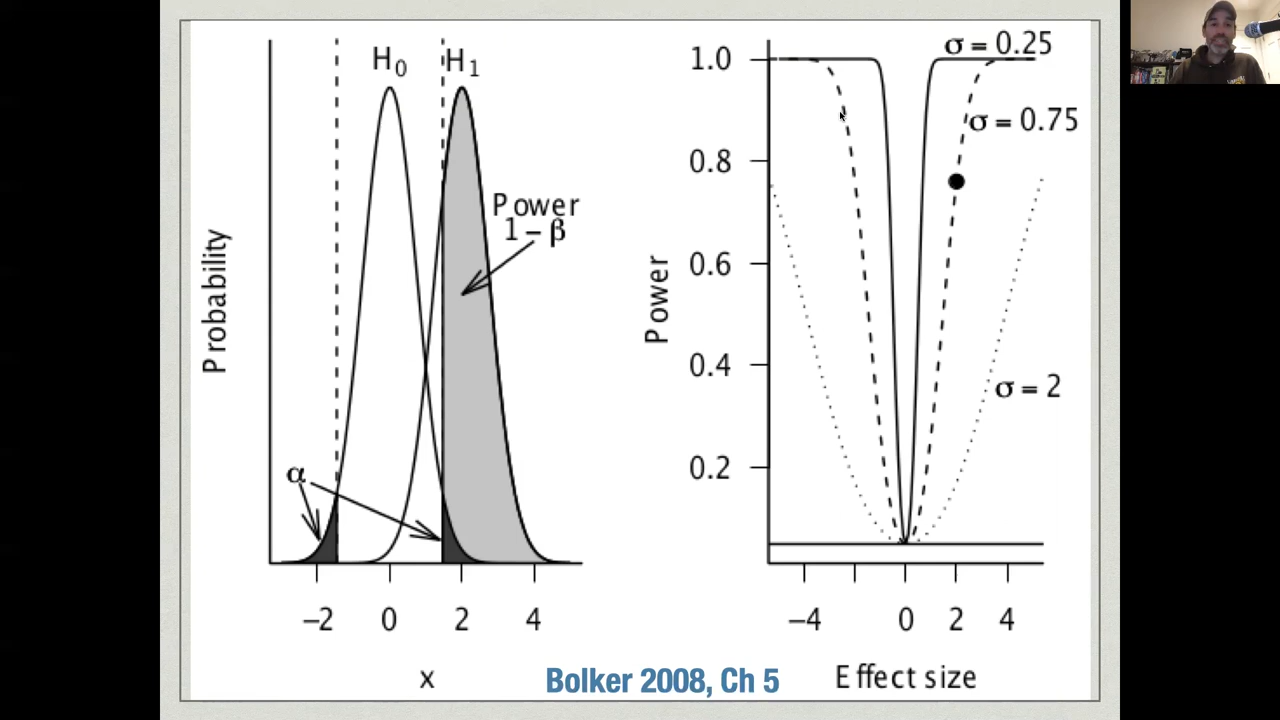 H₀
H₁
Power
1 − β
α
Probability
−2
0
2
4
x
σ = 0.25
σ = 0.75
σ = 2
1.0
0.8
0.6
0.4
0.2
Power
−4
0
2
4
Effect size
Bolker 2008, Ch 5